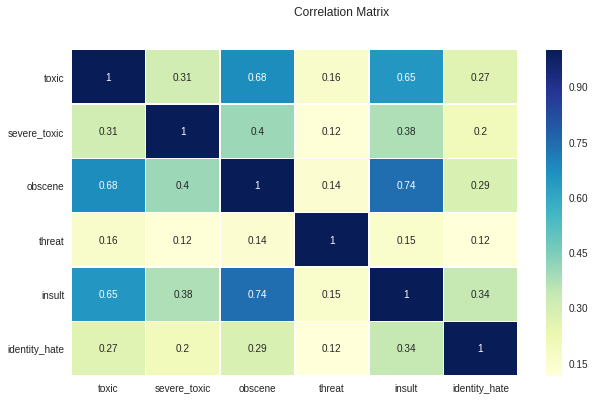 Correlation Matrix
toxic 1 0.31 0.68 0.16 0.65 0.27
0.90
severe_toxic 0.31 1 0.4 0.12 0.38 0.2
0.75
obscene 0.68 0.4 1 0.14 0.74 0.29
0.60
threat 0.16 0.12 0.14 1 0.15 0.12
0.45
insult 0.65 0.38 0.74 0.15 1 0.34
0.30
identity_hate 0.27 0.2 0.29 0.12 0.34 1
0.15
toxic severe_toxic obscene threat insult identity_hate